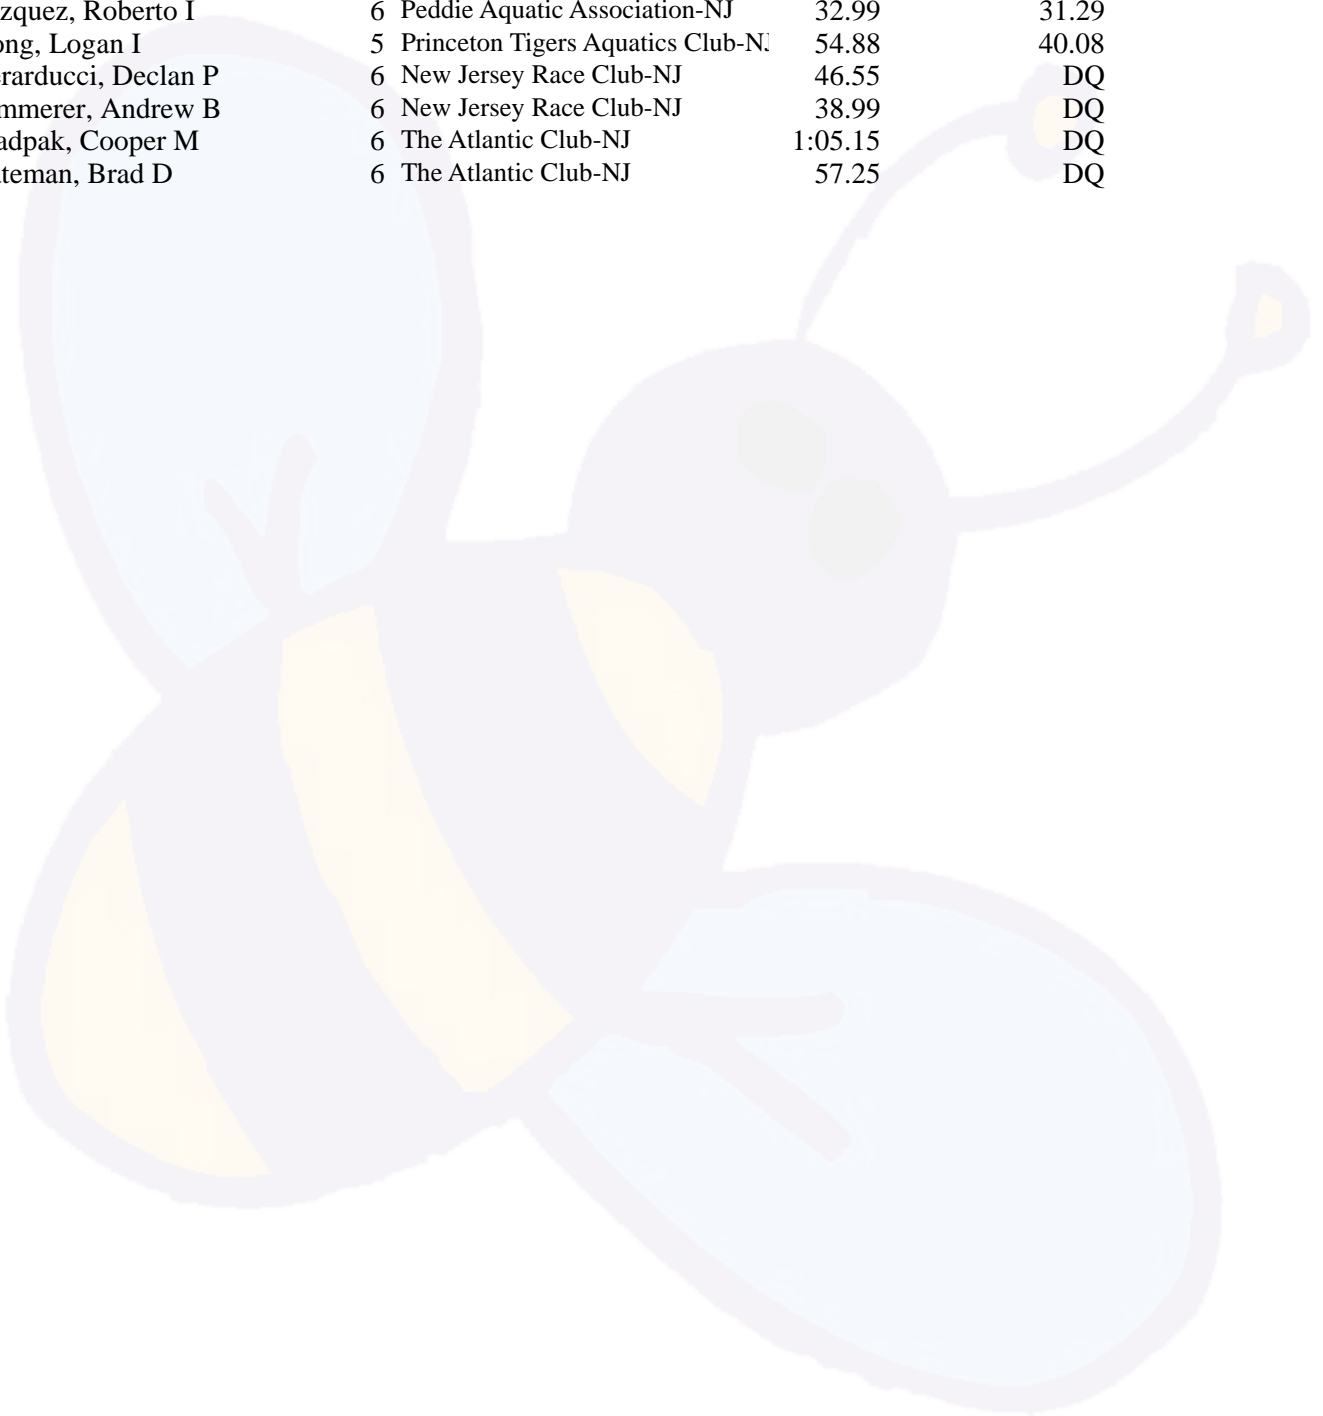 zquez, Roberto I 6 Peddie Aquatic Association-NJ 32.99 31.29
ong, Logan I 5 Princeton Tigers Aquatics Club-NJ 54.88 40.08
erarducci, Declan P 6 New Jersey Race Club-NJ 46.55 DQ
mmerer, Andrew B 6 New Jersey Race Club-NJ 38.99 DQ
adpak, Cooper M 6 The Atlantic Club-NJ 1:05.15 DQ
ateman, Brad D 6 The Atlantic Club-NJ 57.25 DQ